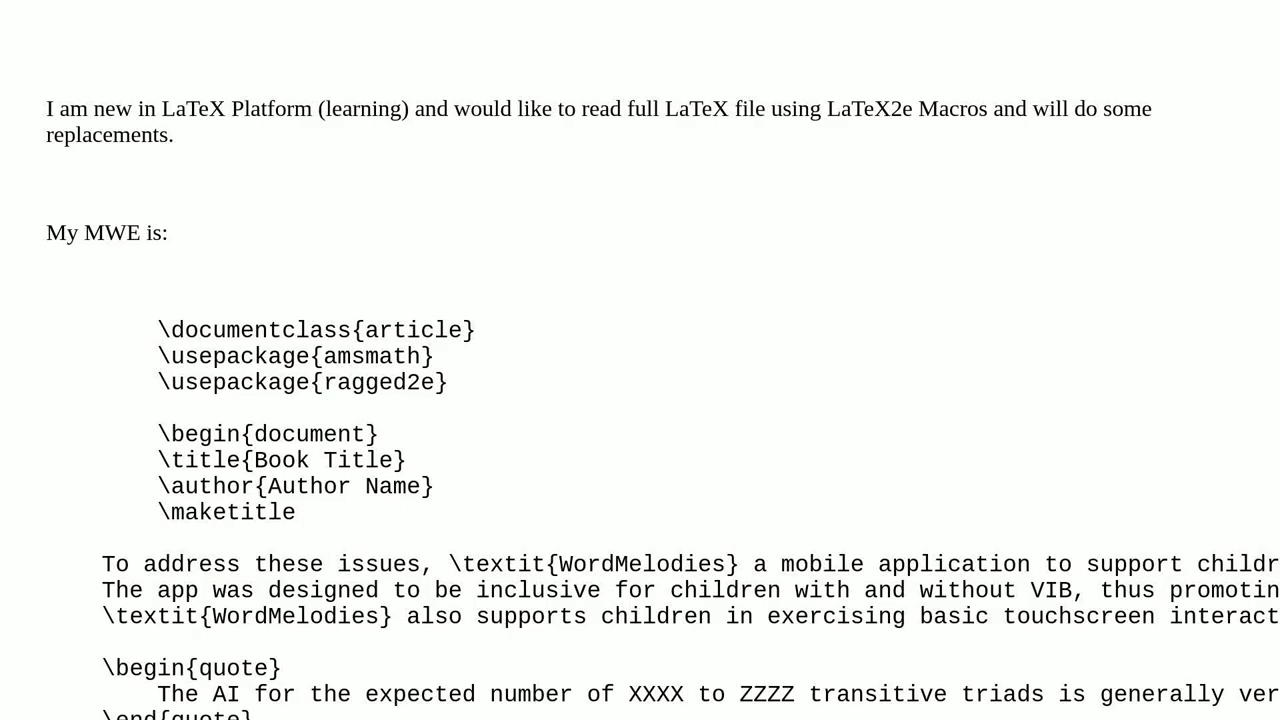 I am new in LaTeX Platform (learning) and would like to read full LaTeX file using LaTeX2e Macros and will do some
replacements.
My MWE is:
\documentclass{article}
\usepackage{amsmath}
\usepackage{ragged2e}
\begin{document}
\title{Book Title}
\author{Author Name}
\maketitle
To address these issues, \textit{WordMelodies} a mobile application to support childr
The app was designed to be inclusive for children with and without VIB, thus promotin
\textit{WordMelodies} also supports children in exercising basic touchscreen interact
\begin{quote}
The AI for the expected number of XXXX to ZZZZ transitive triads is generally ver
\end{quote}